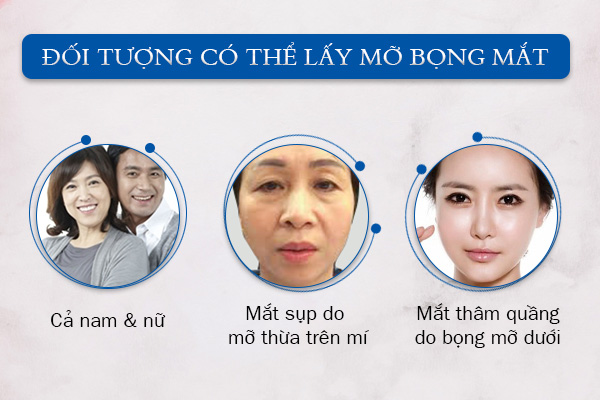 ĐỐI TƯỢNG CÓ THỂ LẤY MỠ BỌNG MẮT
Cả nam & nữ
Mắt sụp do
mỡ thừa trên mí
Mắt thâm quầng
do bọng mỡ dưới